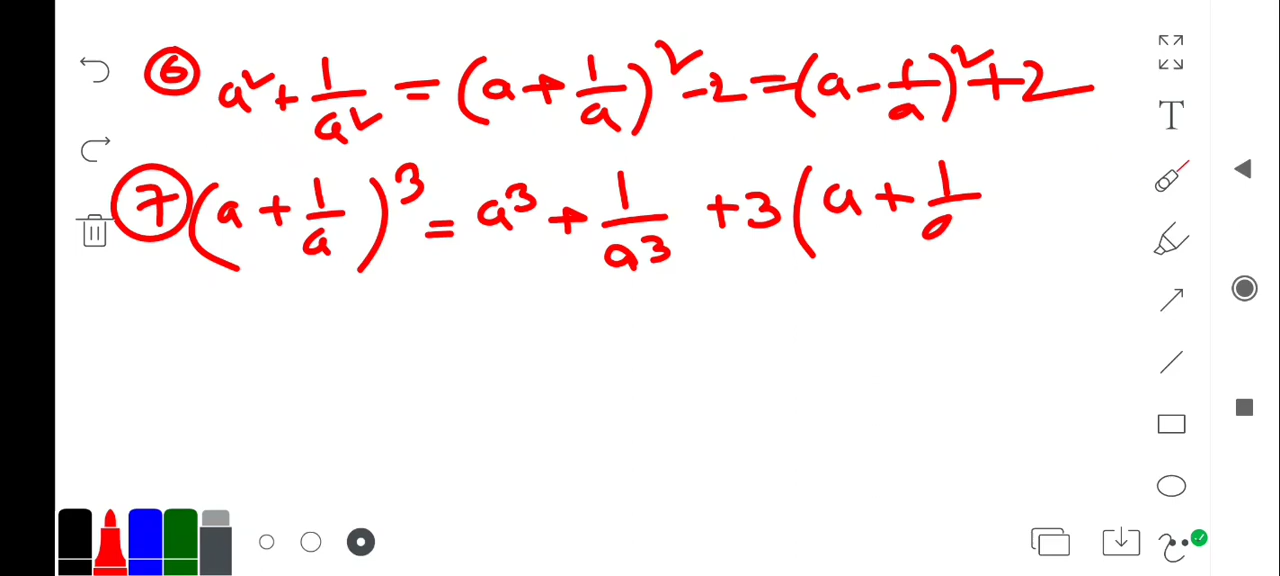 ⑥ a² + 1/a² = (a + 1/a)² - 2 = (a - 1/a)² + 2
⑦ (a + 1/a)³ = a³ + 1/a³ + 3(a + 1/a
T